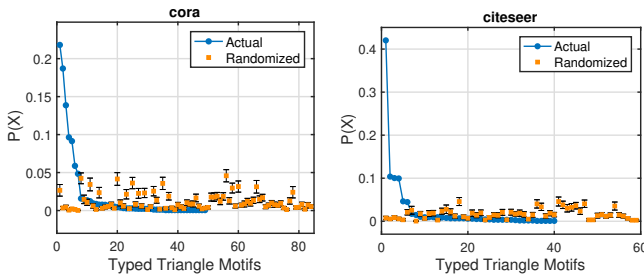 cora
Actual
Randomized
P(X)
0.2
0.15
0.1
0.05
0
0 20 40 60 80
Typed Triangle Motifs
citeseer
Actual
Randomized
P(X)
0.4
0.3
0.2
0.1
0
0 20 40 60
Typed Triangle Motifs